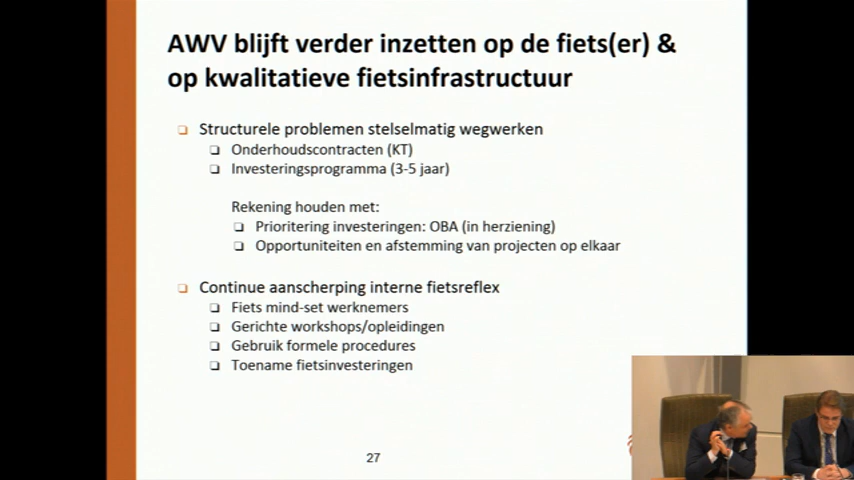 AWV blijft verder inzetten op de fiets(er) &
op kwalitatieve fietsinfrastructuur
Structurele problemen stelselmatig wegwerken
Onderhoudscontracten (KT)
Investeringsprogramma (3-5 jaar)
Rekening houden met:
Prioritering investeringen: OBA (in herziening)
Opportuniteiten en afstemming van projecten op elkaar
Continue aanscherping interne fietsreflex
Fiets mind-set werknemers
Gerichte workshops/opleidingen
Gebruik formele procedures
Toename fietsinvesteringen
27